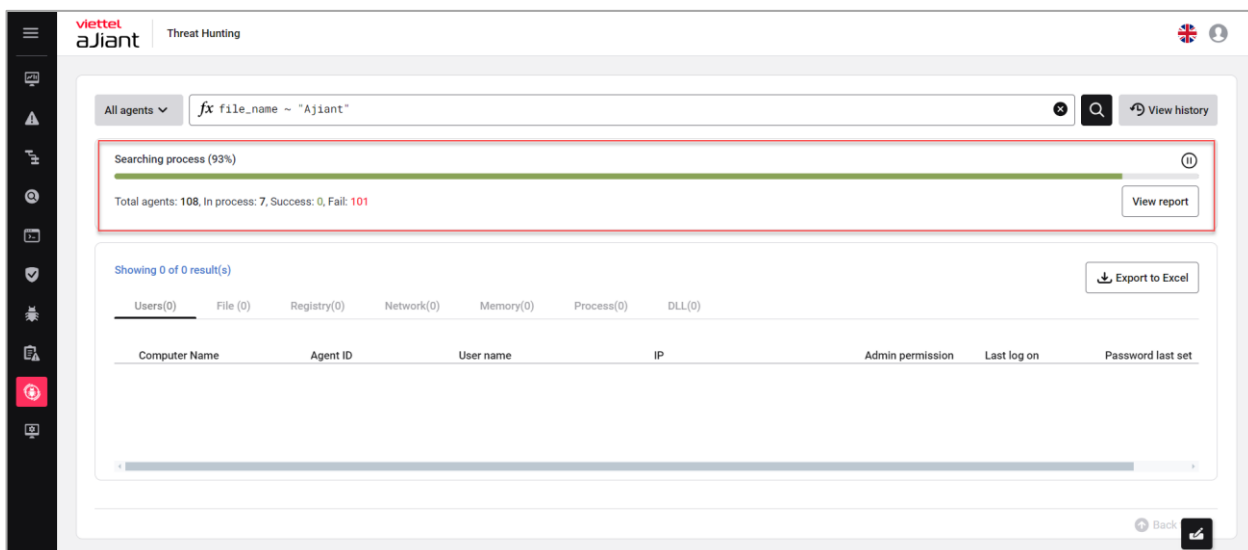 viettel
aJiant
Threat Hunting
All agents
fx file_name ~ "Ajiant"
View history
Searching process (93%)
Total agents: 108, In process: 7, Success: 0, Fail: 101
View report
Showing 0 of 0 result(s)
Export to Excel
Users(0) File (0) Registry(0) Network(0) Memory(0) Process(0) DLL(0)
Computer Name Agent ID User name IP Admin permission Last log on Password last set
Back